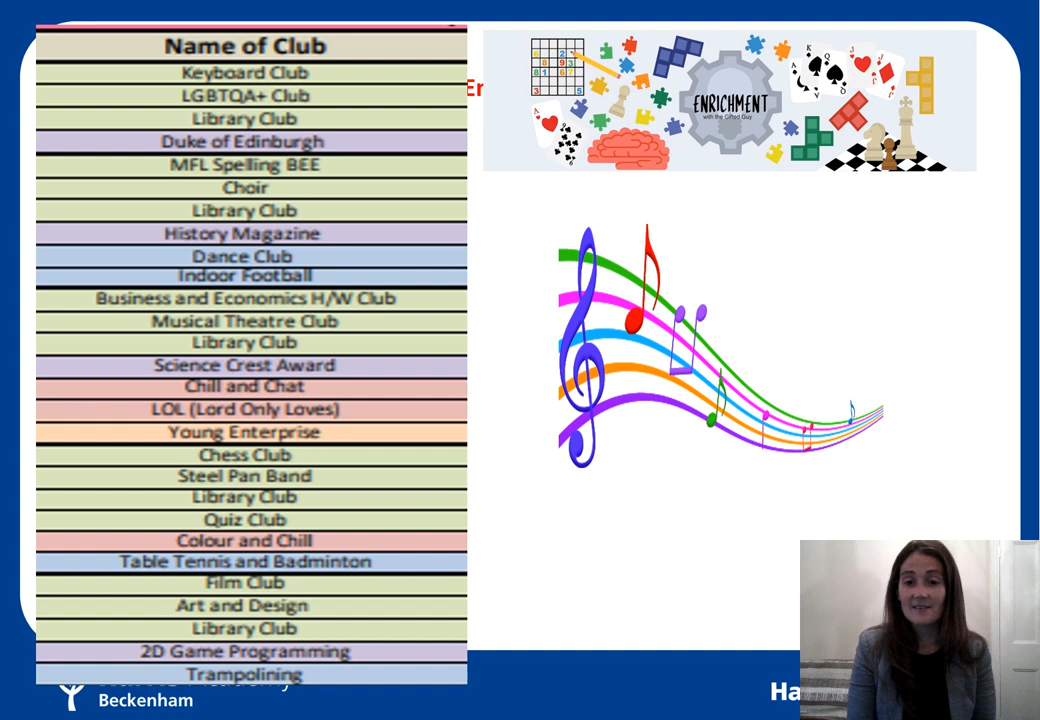 Name of Club
Keyboard Club
LGBTQA+ Club
Library Club
Duke of Edinburgh
MFL Spelling BEE
Choir
Library Club
History Magazine
Dance Club
Indoor Football
Business and Economics H/W Club
Musical Theatre Club
Library Club
Science Crest Award
Chill and Chat
LOL (Lord Only Loves)
Young Enterprise
Chess Club
Steel Pan Band
Library Club
Quiz Club
Colour and Chill
Table Tennis and Badminton
Film Club
Art and Design
Library Club
2D Game Programming
Trampolining
ENRICHMENT
with the Gifted Guy
Beckenham